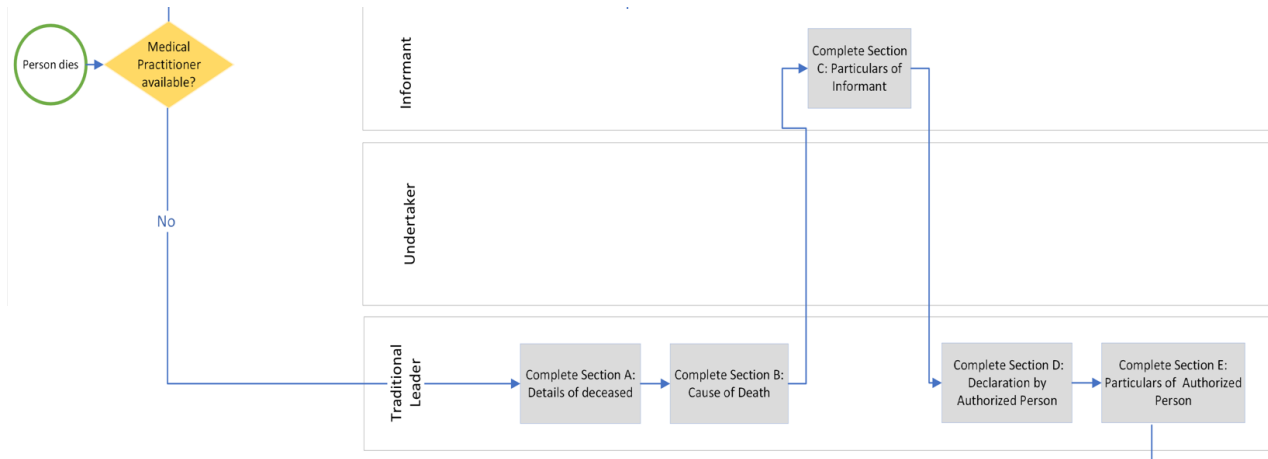 Person dies
Medical
Practitioner
available?
No
Informant
Complete Section
C: Particulars of
Informant
Undertaker
Traditional
Leader
Complete Section A:
Details of deceased
Complete Section B:
Cause of Death
Complete Section D:
Declaration by
Authorized Person
Complete Section E:
Particulars of Authorized
Person